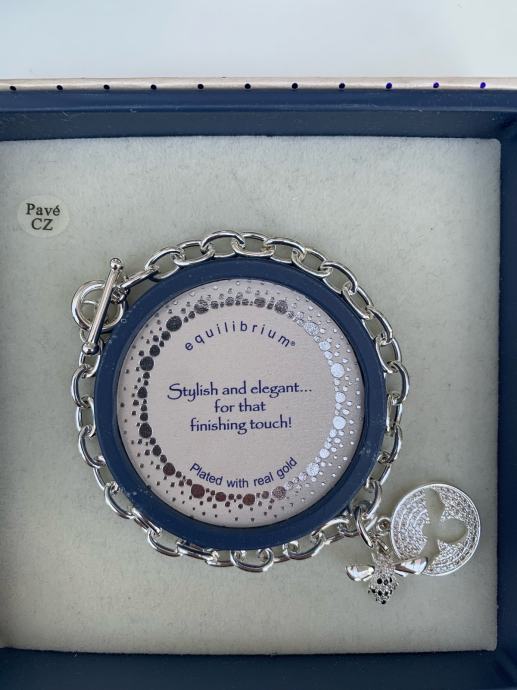 Pavé
CZ
equilibrium®
Stylish and elegant...
for that
finishing touch!
Plated with real gold